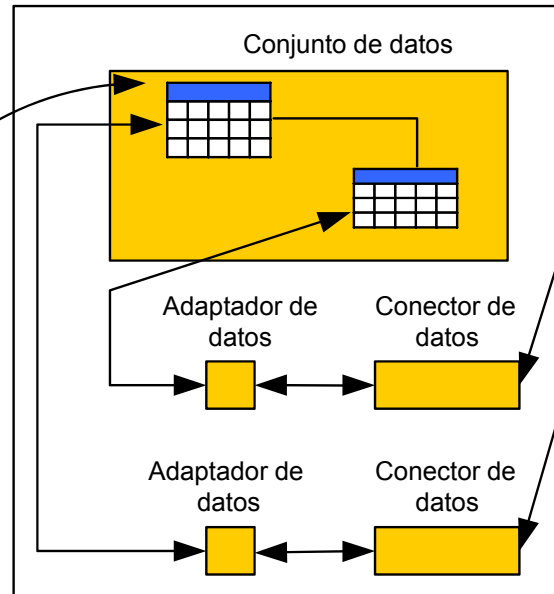 Conjunto de datos
Adaptador de
datos
Conector de
datos
Adaptador de
datos
Conector de
datos